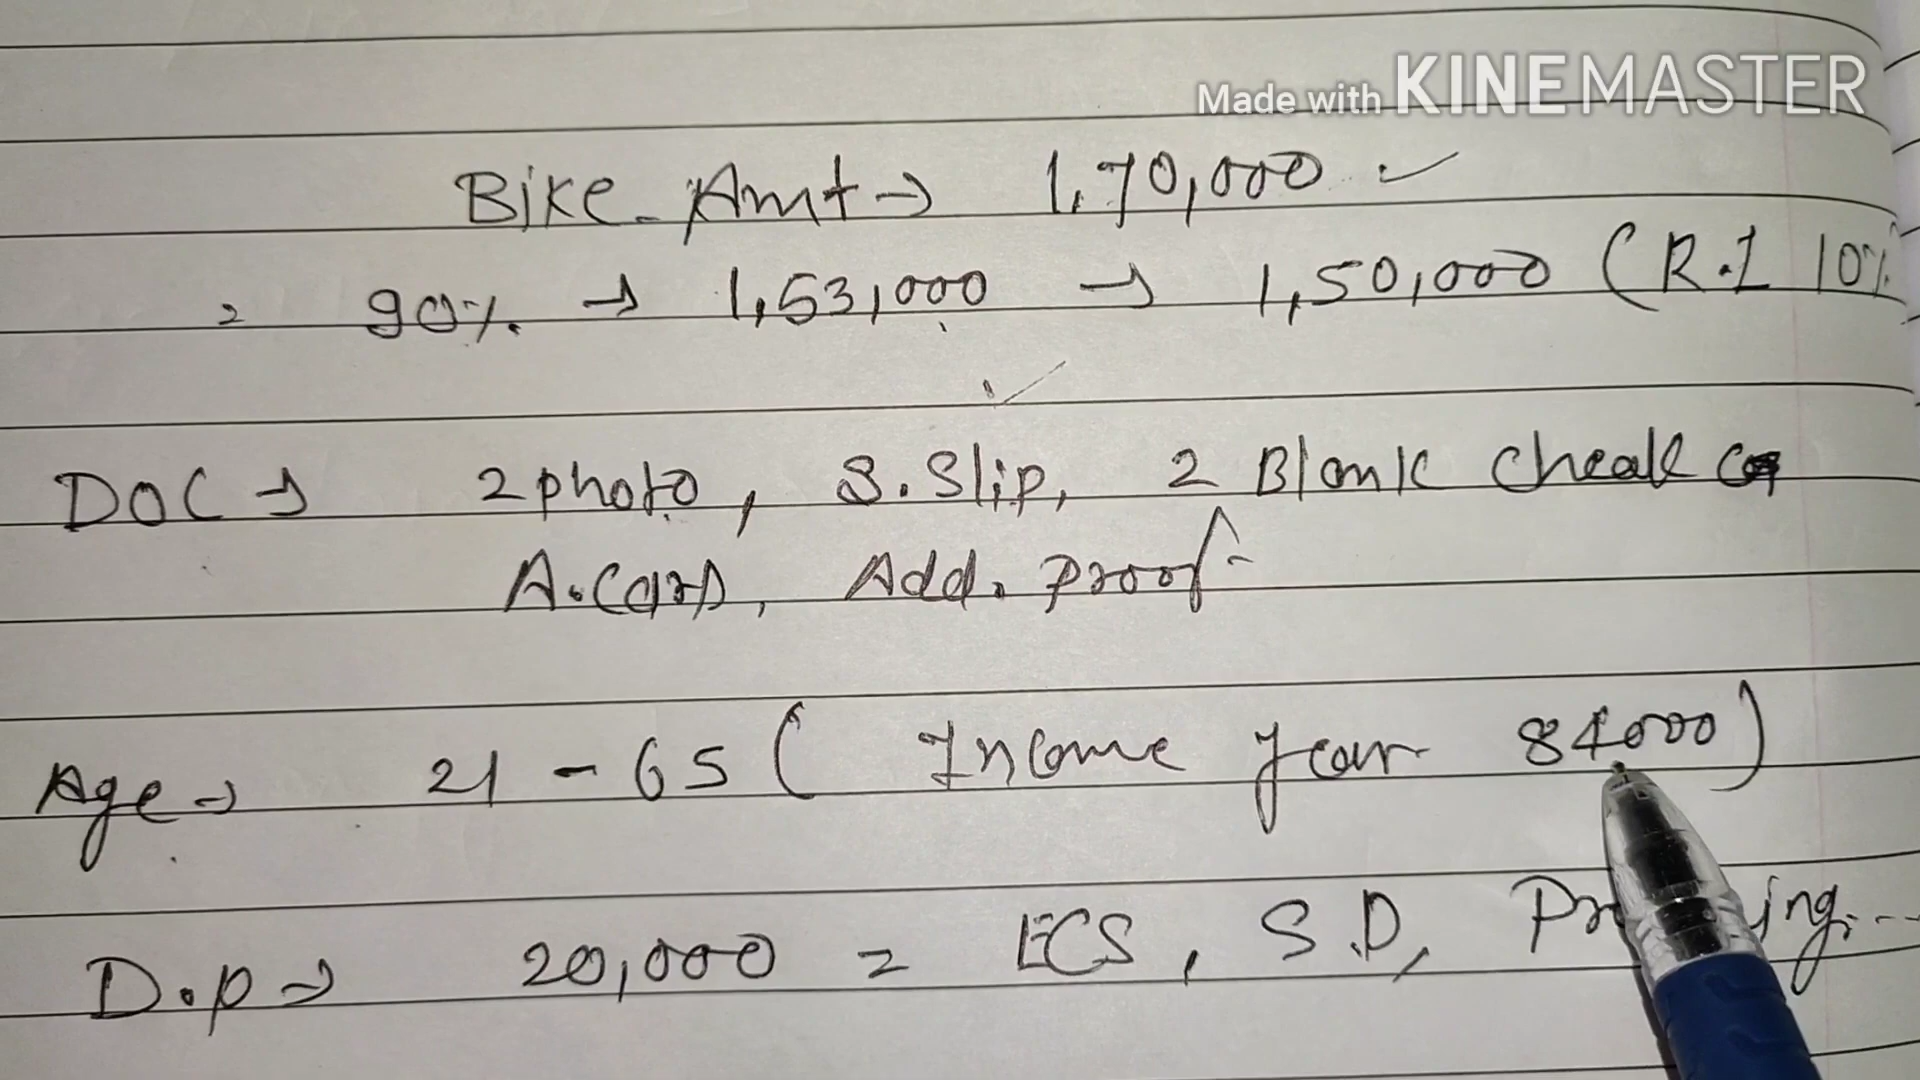 Made with KINEMASTER
Bike Amt → 1,70,000
= 90% → 1,53,000 → 1,50,000 (R.I 10%
DOC → 2 photo, S. Slip, 2 Blank Cheak
A. Card, Add. proof
Age → 21 - 65 ( Income year 84000)
D.p → 20,000 = ECS, S.D,